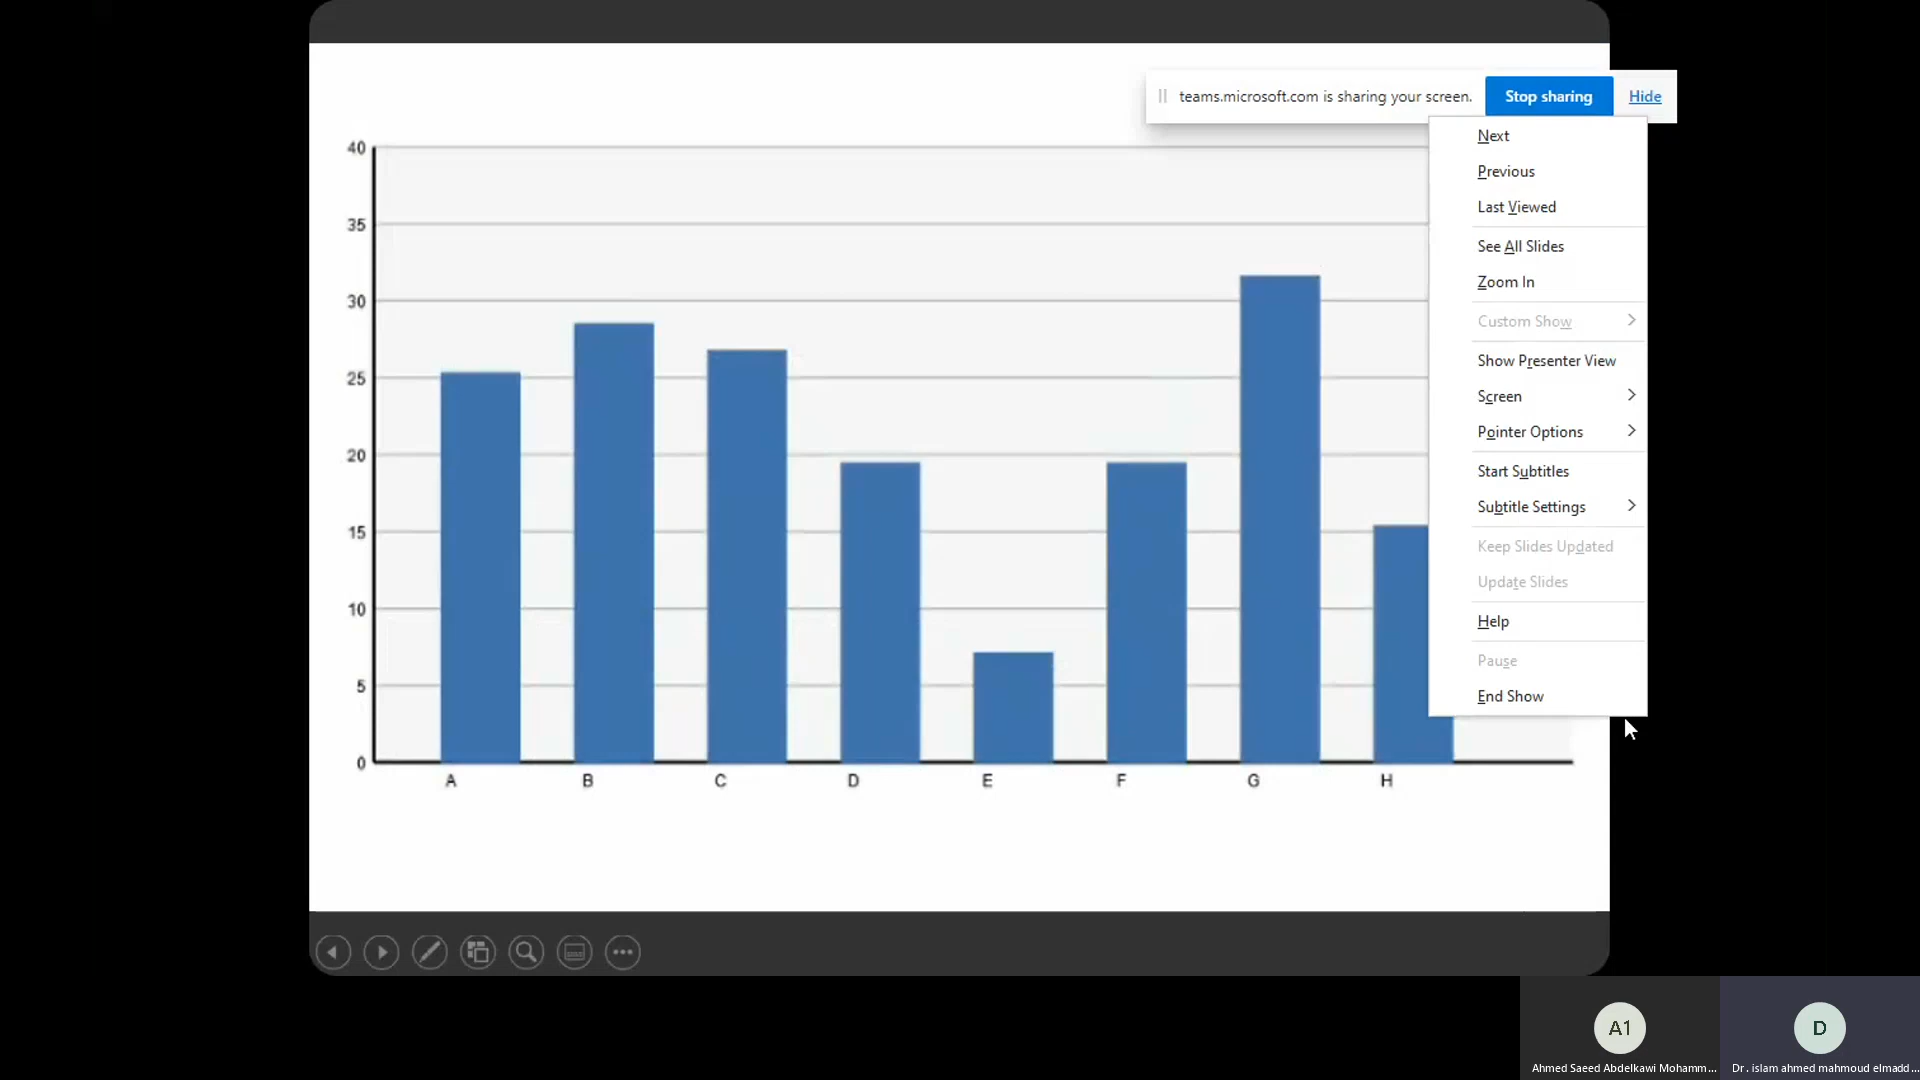 teams.microsoft.com is sharing your screen. Stop sharing Hide
Next
Previous
Last Viewed
See All Slides
Zoom In
Custom Show
Show Presenter View
Screen
Pointer Options
Start Subtitles
Subtitle Settings
Keep Slides Updated
Update Slides
Help
Pause
End Show
40
35
30
25
20
15
10
5
0
A B C D E F G H
A1 D
Ahmed Saeed Abdelkawi Mohamm... Dr. islam ahmed mahmoud elmadd...